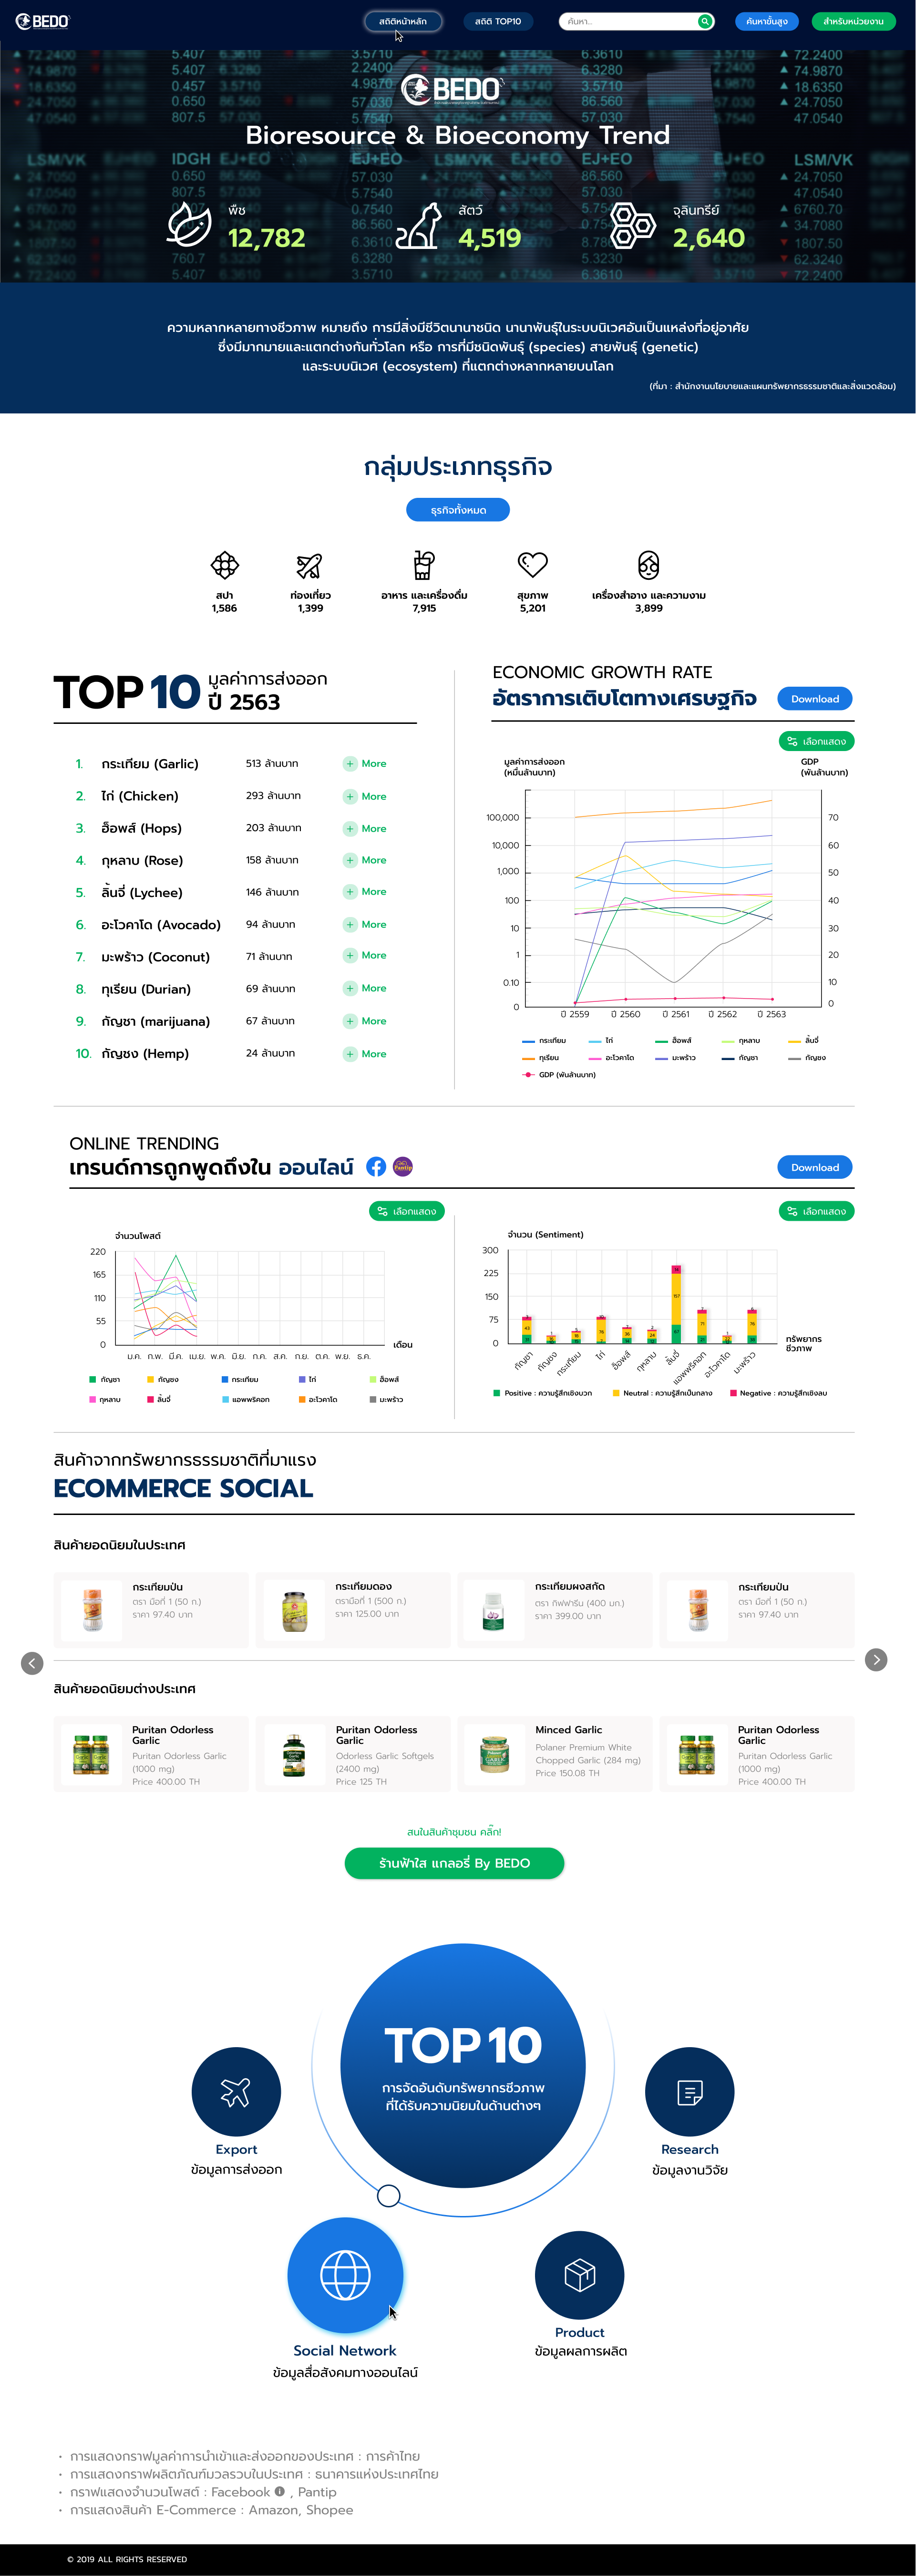 BEDO
สถิติหน้าหลัก
สถิติ TOP10
ค้นหา...
ค้นหาขั้นสูง
สำหรับหน่วยงาน
BEDO
Bioresource & Bioeconomy Trend
พืช
12,782
สัตว์
4,519
จุลินทรีย์
2,640
ความหลากหลายทางชีวภาพ หมายถึง การมีสิ่งมีชีวิตนานาชนิด นานาพันธุ์ในระบบนิเวศอันเป็นแหล่งที่อยู่อาศัย
ซึ่งมีมากมายและแตกต่างกันทั่วโลก หรือ การที่มีชนิดพันธุ์ (species) สายพันธุ์ (genetic)
และระบบนิเวศ (ecosystem) ที่แตกต่างหลากหลายบนโลก
(ที่มา : สำนักงานนโยบายและแผนทรัพยากรธรรมชาติและสิ่งแวดล้อม)
กลุ่มประเภทธุรกิจ
ธุรกิจทั้งหมด
สปา
1,586
ท่องเที่ยว
1,399
อาหาร และเครื่องดื่ม
7,915
สุขภาพ
5,201
เครื่องสำอาง และความงาม
3,899
TOP 10 มูลค่าการส่งออก
ปี 2563
1. กระเทียม (Garlic) 513 ล้านบาท + More
2. ไก่ (Chicken) 293 ล้านบาท + More
3. ฮ็อพส์ (Hops) 203 ล้านบาท + More
4. กุหลาบ (Rose) 158 ล้านบาท + More
5. ลิ้นจี่ (Lychee) 146 ล้านบาท + More
6. อะโวคาโด (Avocado) 94 ล้านบาท + More
7. มะพร้าว (Coconut) 71 ล้านบาท + More
8. ทุเรียน (Durian) 69 ล้านบาท + More
9. กัญชา (marijuana) 67 ล้านบาท + More
10. กัญชง (Hemp) 24 ล้านบาท + More
ECONOMIC GROWTH RATE
อัตราการเติบโตทางเศรษฐกิจ
Download
เลือกแสดง
มูลค่าการส่งออก
(หมื่นล้านบาท)
GDP
(พันล้านบาท)
100,000 70
10,000 60
1,000 50
100 40
10 30
1 20
0.10 10
0 0
ปี 2559 ปี 2560 ปี 2561 ปี 2562 ปี 2563
กระเทียม ไก่ ฮ็อพส์ กุหลาบ ลิ้นจี่
ทุเรียน อะโวคาโด มะพร้าว กัญชา กัญชง
GDP (พันล้านบาท)
ONLINE TRENDING
เทรนด์การถูกพูดถึงใน ออนไลน์
Pantip
Download
เลือกแสดง
จำนวนโพสต์
220
165
110
55
0
เดือน
ม.ค. ก.พ. มี.ค. เม.ย. พ.ค. มิ.ย. ก.ค. ส.ค. ก.ย. ต.ค. พ.ย. ธ.ค.
กัญชา กัญชง กระเทียม ไก่ ฮ็อพส์
กุหลาบ ลิ้นจี่ แอพพริคอท อะโวคาโด มะพร้าว
เลือกแสดง
จำนวน (Sentiment)
300
225
150
75
0
ทรัพยากร
ชีวภาพ
กัญชา กัญชง กระเทียม ไก่ ฮ็อพส์ กุหลาบ ลิ้นจี่ แอพพริคอท อะโวคาโด มะพร้าว
Positive : ความรู้สึกเชิงบวก Neutral : ความรู้สึกเป็นกลาง Negative : ความรู้สึกเชิงลบ
สินค้าจากทรัพยากรธรรมชาติที่มาแรง
ECOMMERCE SOCIAL
สินค้ายอดนิยมในประเทศ
กระเทียมป่น
ตรา มือที่ 1 (50 ก.)
ราคา 97.40 บาท
กระเทียมดอง
ตรามือที่ 1 (500 ก.)
ราคา 125.00 บาท
กระเทียมผงสกัด
ตรา กิฟฟารีน (400 มก.)
ราคา 399.00 บาท
กระเทียมป่น
ตรา มือที่ 1 (50 ก.)
ราคา 97.40 บาท
สินค้ายอดนิยมต่างประเทศ
Puritan Odorless
Garlic
Puritan Odorless Garlic
(1000 mg)
Price 400.00 TH
Puritan Odorless
Garlic
Odorless Garlic Softgels
(2400 mg)
Price 125 TH
Minced Garlic
Polaner Premium White
Chopped Garlic (284 mg)
Price 150.08 TH
Puritan Odorless
Garlic
Puritan Odorless Garlic
(1000 mg)
Price 400.00 TH
สนในสินค้าชุมชน คลิ๊ก!
ร้านฟ้าใส แกลอรี่ By BEDO
TOP 10
การจัดอันดับทรัพยากรชีวภาพ
ที่ได้รับความนิยมในด้านต่างๆ
Export
ข้อมูลการส่งออก
Research
ข้อมูลงานวิจัย
Social Network
ข้อมูลสื่อสังคมทางออนไลน์
Product
ข้อมูลผลการผลิต
• การแสดงกราฟมูลค่าการนำเข้าและส่งออกของประเทศ : การค้าไทย
• การแสดงกราฟผลิตภัณฑ์มวลรวบในประเทศ : ธนาคารแห่งประเทศไทย
• กราฟแสดงจำนวนโพสต์ : Facebook , Pantip
• การแสดงสินค้า E-Commerce : Amazon, Shopee
© 2019 ALL RIGHTS RESERVED